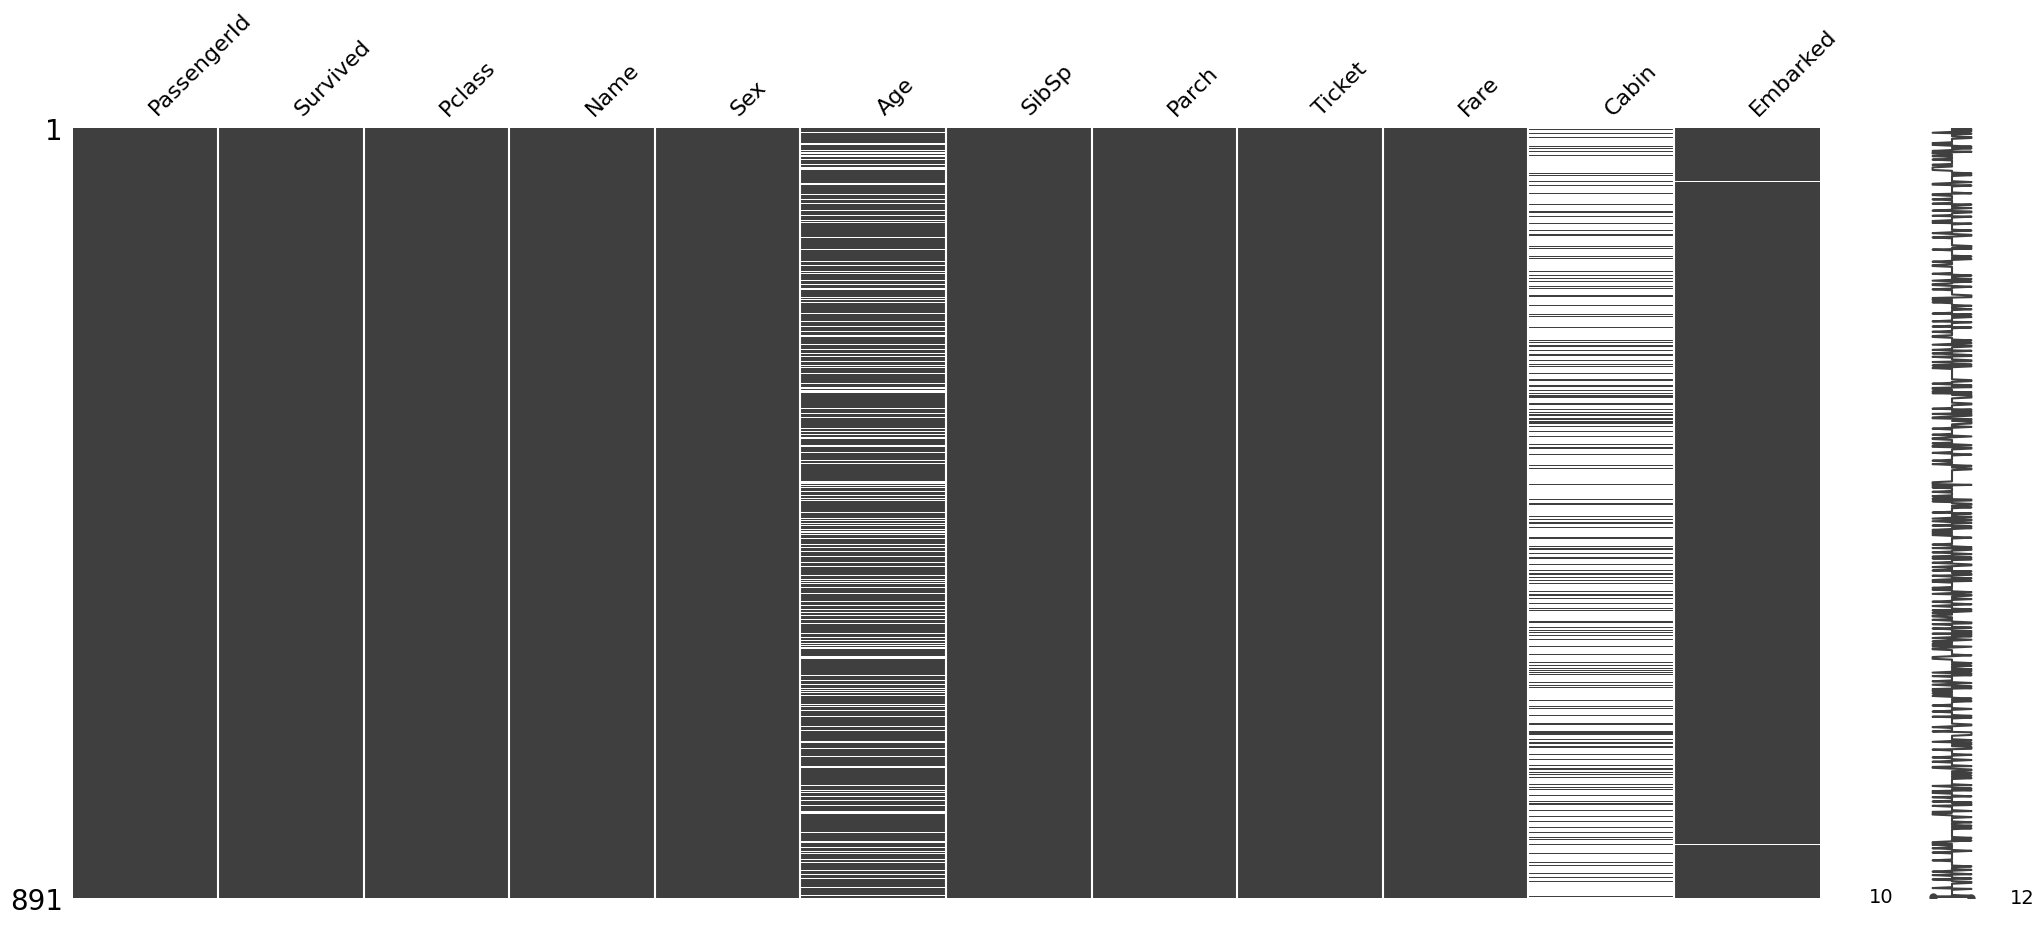 PassengerId
Survived
Pclass
Name
Sex
Age
SibSp
Parch
Ticket
Fare
Cabin
Embarked
1
891
10
12